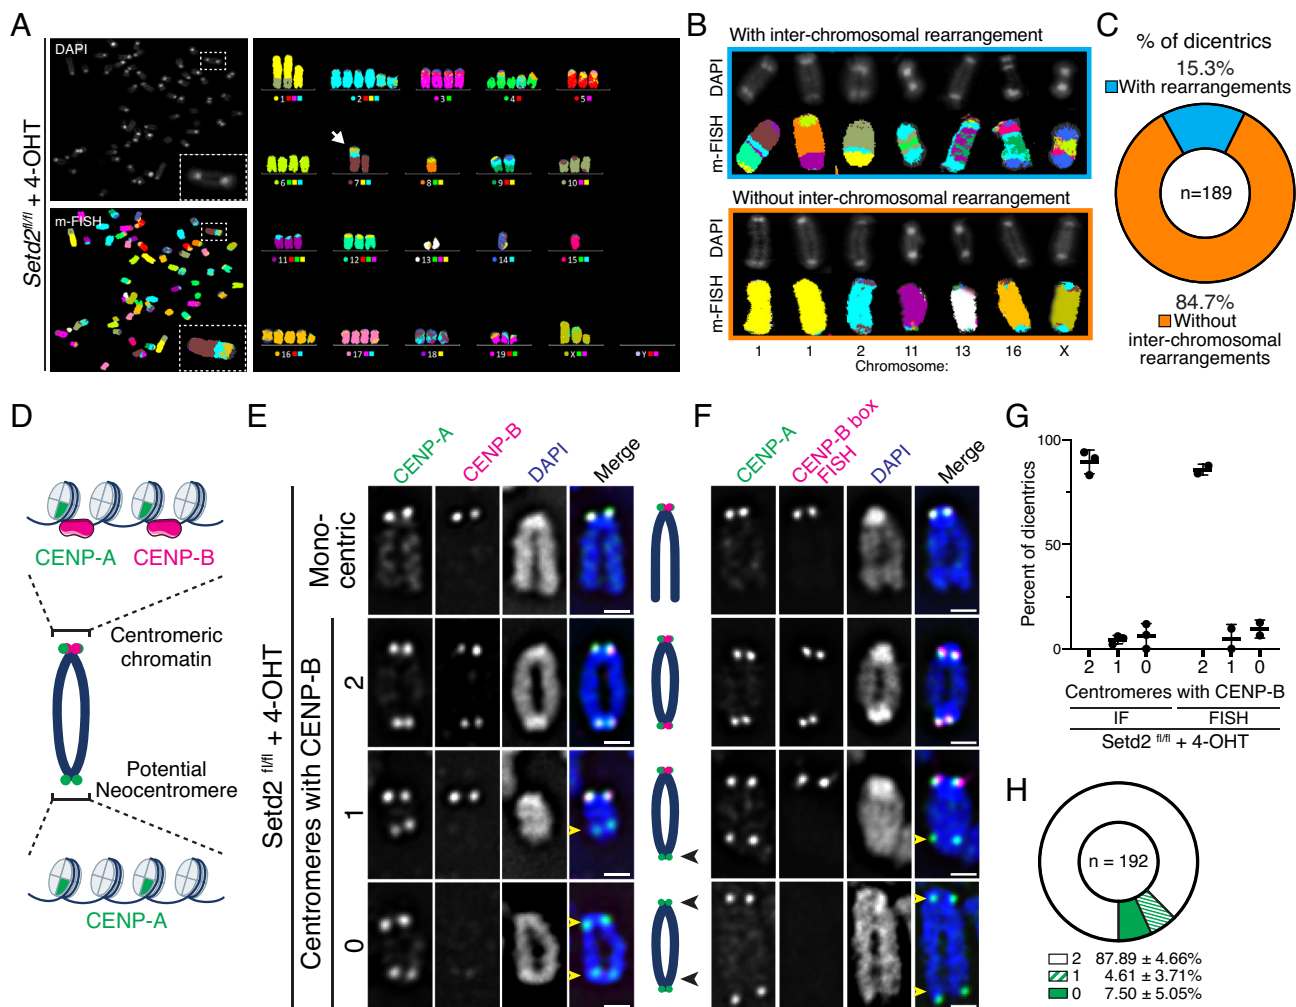 A
Setd2 fl/fl + 4-OHT
DAPI
m-FISH
1
2
3
4
5
6
7
8
9
10
11
12
13
14
15
16
17
18
19
X
Y
B
With inter-chromosomal rearrangement
DAPI
m-FISH
Without inter-chromosomal rearrangement
DAPI
m-FISH
1 1 2 11 13 16 X
Chromosome:
C
% of dicentrics
15.3%
With rearrangements
n=189
84.7%
Without
inter-chromosomal
rearrangements
D
CENP-A CENP-B
Centromeric
chromatin
Potential
Neocentromere
CENP-A
E
CENP-A
CENP-B
DAPI
Merge
Setd2 fl/fl + 4-OHT
Mono-
centric
Centromeres with CENP-B
2
1
0
F
CENP-A
CENP-B box
FISH
DAPI
Merge
G
Percent of dicentrics
100
50
0
2 1 0 2 1 0
Centromeres with CENP-B
IF FISH
Setd2 fl/fl + 4-OHT
H
n = 192
2 87.89 ± 4.66%
1 4.61 ± 3.71%
0 7.50 ± 5.05%